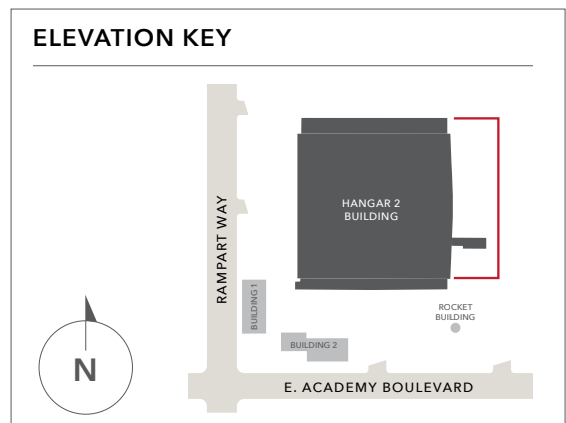 ELEVATION KEY
HANGAR 2
BUILDING
RAMPART WAY
BUILDING 1
ROCKET
BUILDING
BUILDING 2
N
E. ACADEMY BOULEVARD